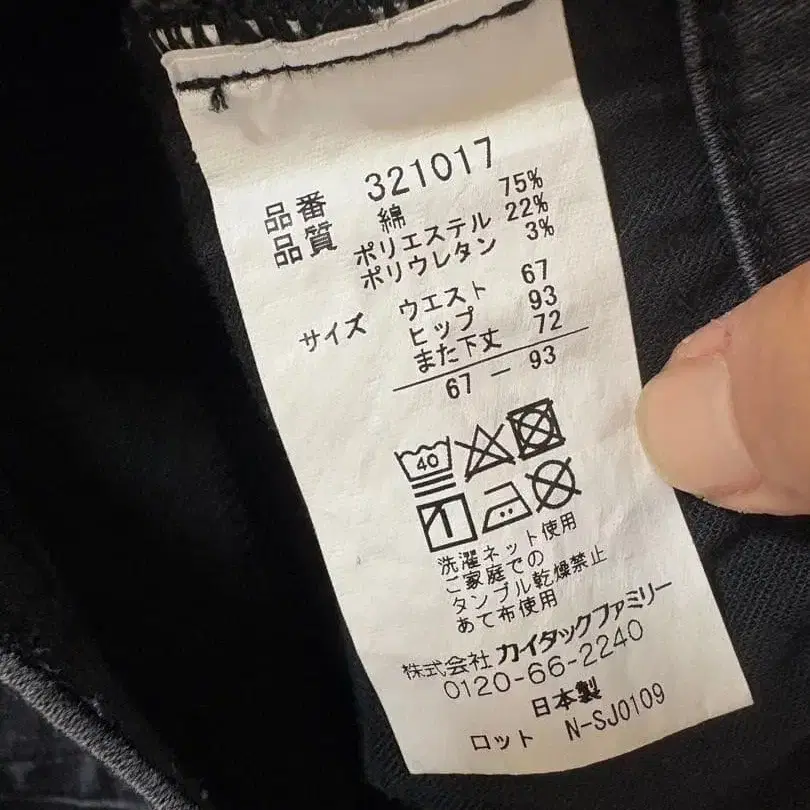 品番 321017
品質 綿 75%
ポリエステル 22%
ポリウレタン 3%
サイズ ウエスト 67
ヒップ 93
また下丈 72
67 - 93
40
洗濯ネット使用
ご家庭での
タンブル乾燥禁止
あて布使用
株式会社カイタックファミリー
0120-66-2240
日本製
ロット N-SJ0109